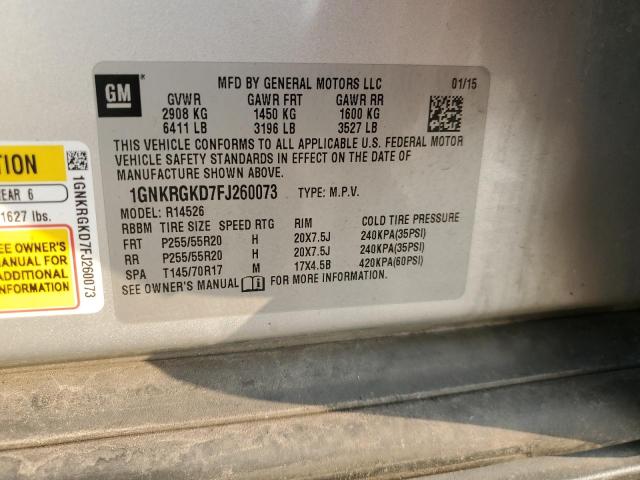 GM
MFD BY GENERAL MOTORS LLC 01/15
GVWR GAWR FRT GAWR RR
2908 KG 1450 KG 1600 KG
6411 LB 3196 LB 3527 LB
THIS VEHICLE CONFORMS TO ALL APPLICABLE U.S. FEDERAL MOTOR
VEHICLE SAFETY STANDARDS IN EFFECT ON THE DATE OF
MANUFACTURE SHOWN ABOVE.
1GNKRGKD7FJ260073 TYPE: M.P.V.
MODEL: R14526
RBBM TIRE SIZE SPEED RTG RIM COLD TIRE PRESSURE
FRT P255/55R20 H 20X7.5J 240KPA(35PSI)
RR P255/55R20 H 20X7.5J 240KPA(35PSI)
SPA T145/70R17 M 17X4.5B 420KPA(60PSI)
SEE OWNER'S MANUAL FOR MORE INFORMATION.
TION
EAR 6
1627 lbs.
SEE OWNER'S
MANUAL FOR
ADDITIONAL
INFORMATION
1GNKRGKD7FJ260073